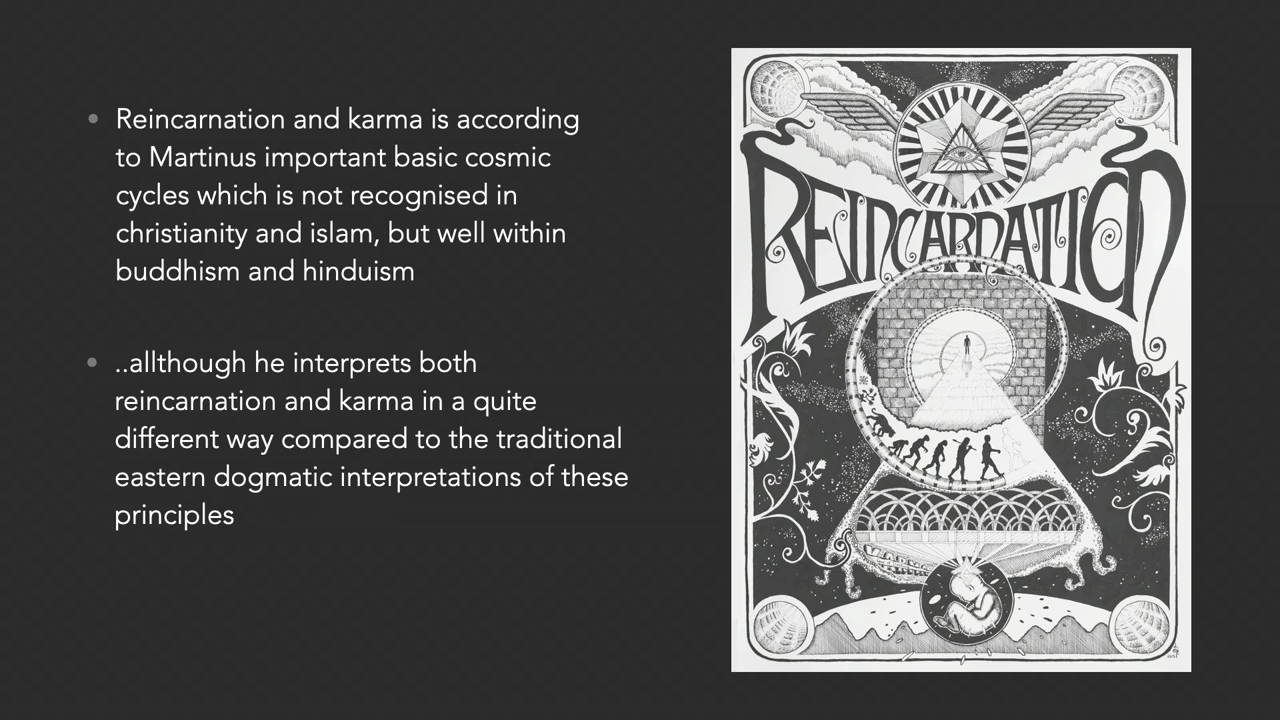 Reincarnation and karma is according
to Martinus important basic cosmic
cycles which is not recognised in
christianity and islam, but well within
buddhism and hinduism
..allthough he interprets both
reincarnation and karma in a quite
different way compared to the traditional
eastern dogmatic interpretations of these
principles
REINCARNATION